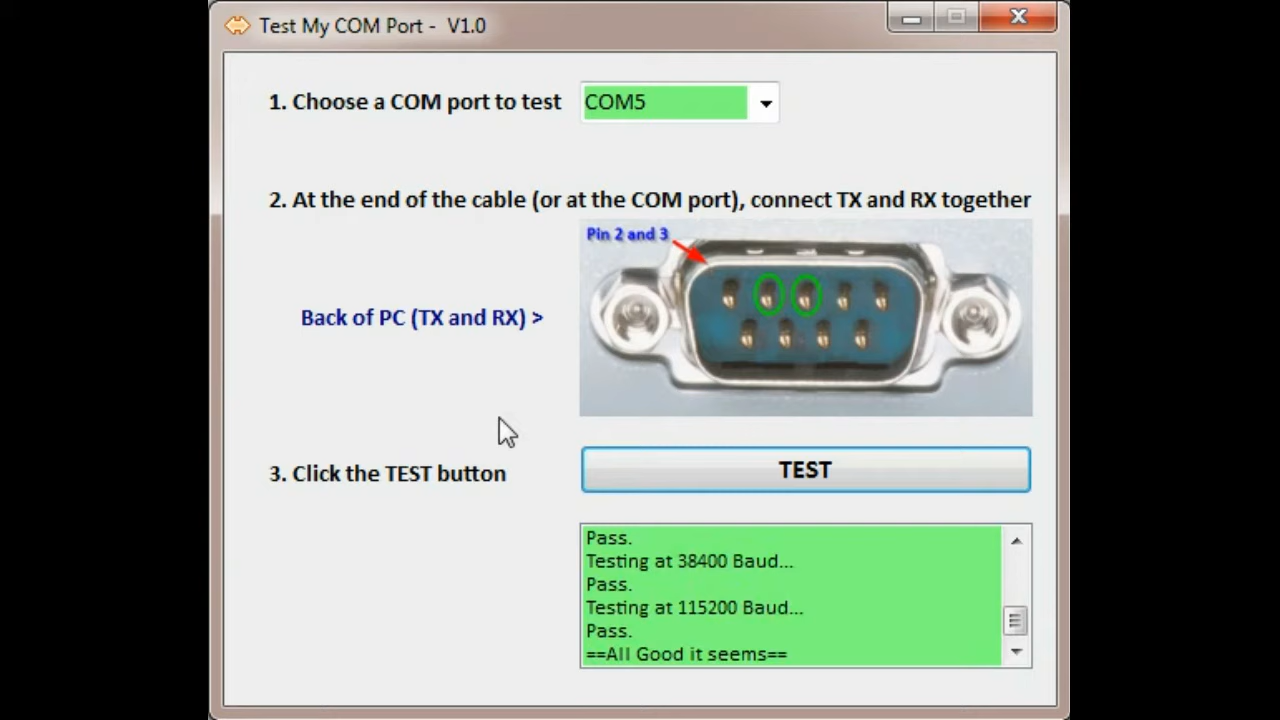 Test My COM Port -  V1.0
1. Choose a COM port to test
COM5
2. At the end of the cable (or at the COM port), connect TX and RX together
Pin 2 and 3
Back of PC (TX and RX) >
3. Click the TEST button
TEST
Pass.
Testing at 38400 Baud...
Pass.
Testing at 115200 Baud...
Pass.
==All Good it seems==